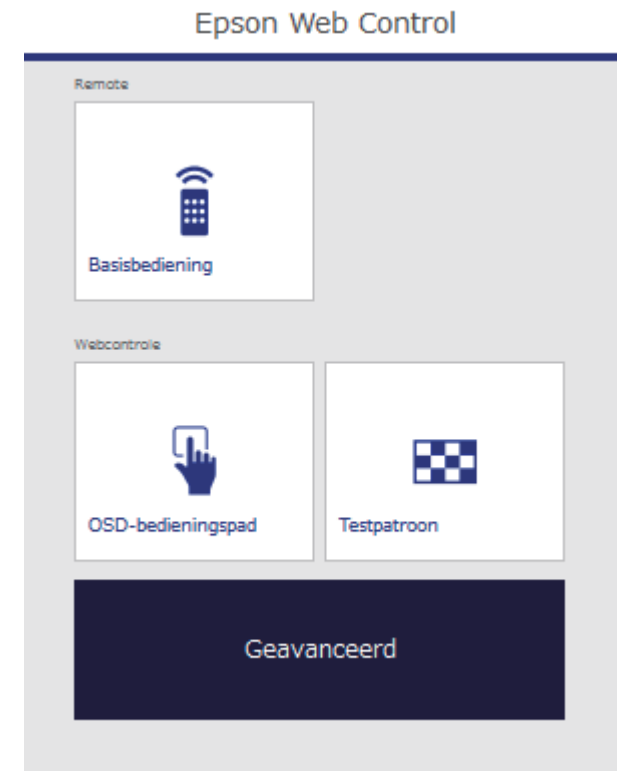 Epson Web Control
Remote
Basisbediening
Webcontrole
OSD-bedieningspad
Testpatroon
Geavanceerd